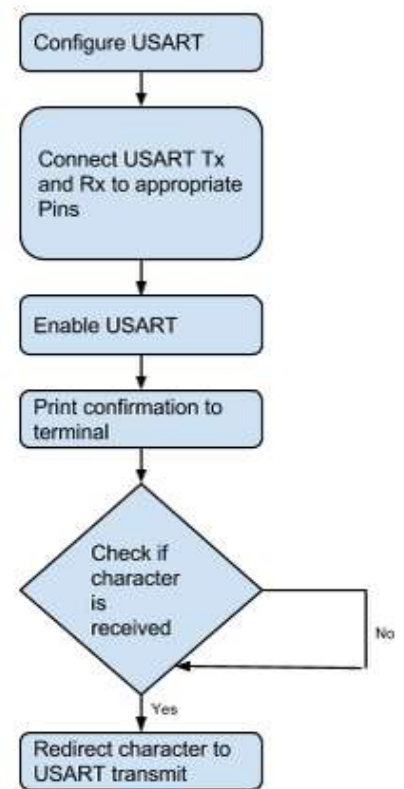 Configure USART
Connect USART Tx
and Rx to appropriate
Pins
Enable USART
Print confirmation to
terminal
Check if
character
is
received
No
Yes
Redirect character to
USART transmit